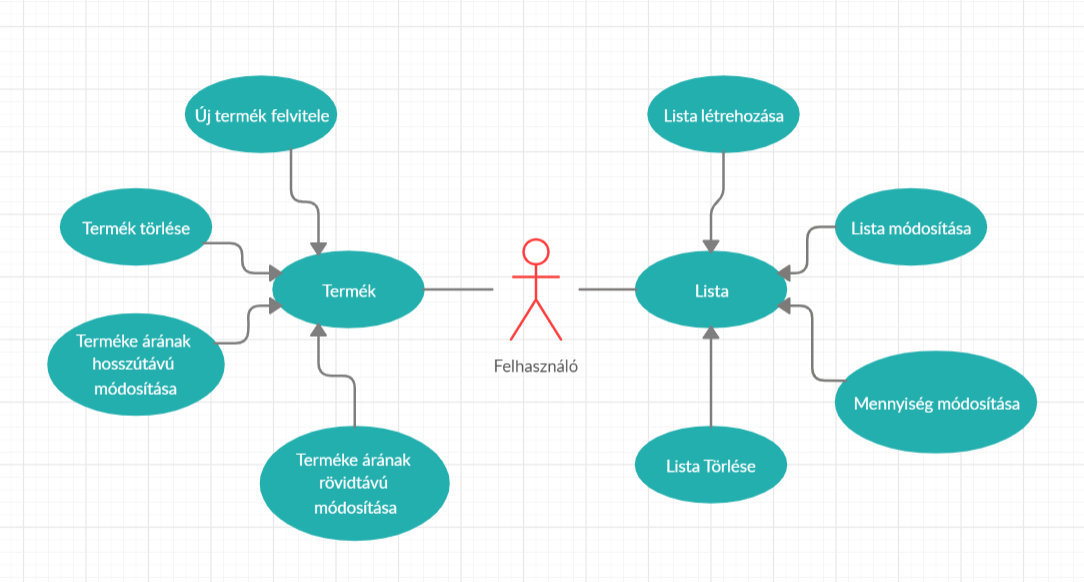 Új termék felvitele
Lista létrehozása
Termék törlése
Lista módosítása
Termék
Lista
Terméke árának
hosszútávú
módosítása
Felhasználó
Mennyiség módosítása
Terméke árának
rövidtávú
módosítása
Lista Törlése